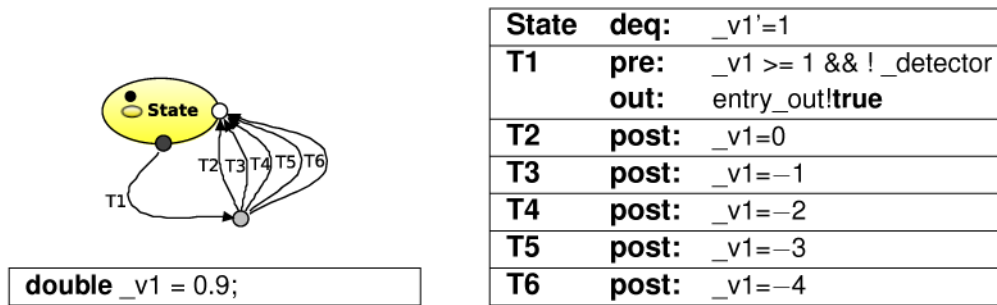 State
T1
T2
T3
T4
T5
T6
double _v1 = 0.9;
State deq: _v1'=1
T1 pre: _v1 >= 1 && ! _detector
out: entry_out!true
T2 post: _v1=0
T3 post: _v1=−1
T4 post: _v1=−2
T5 post: _v1=−3
T6 post: _v1=−4